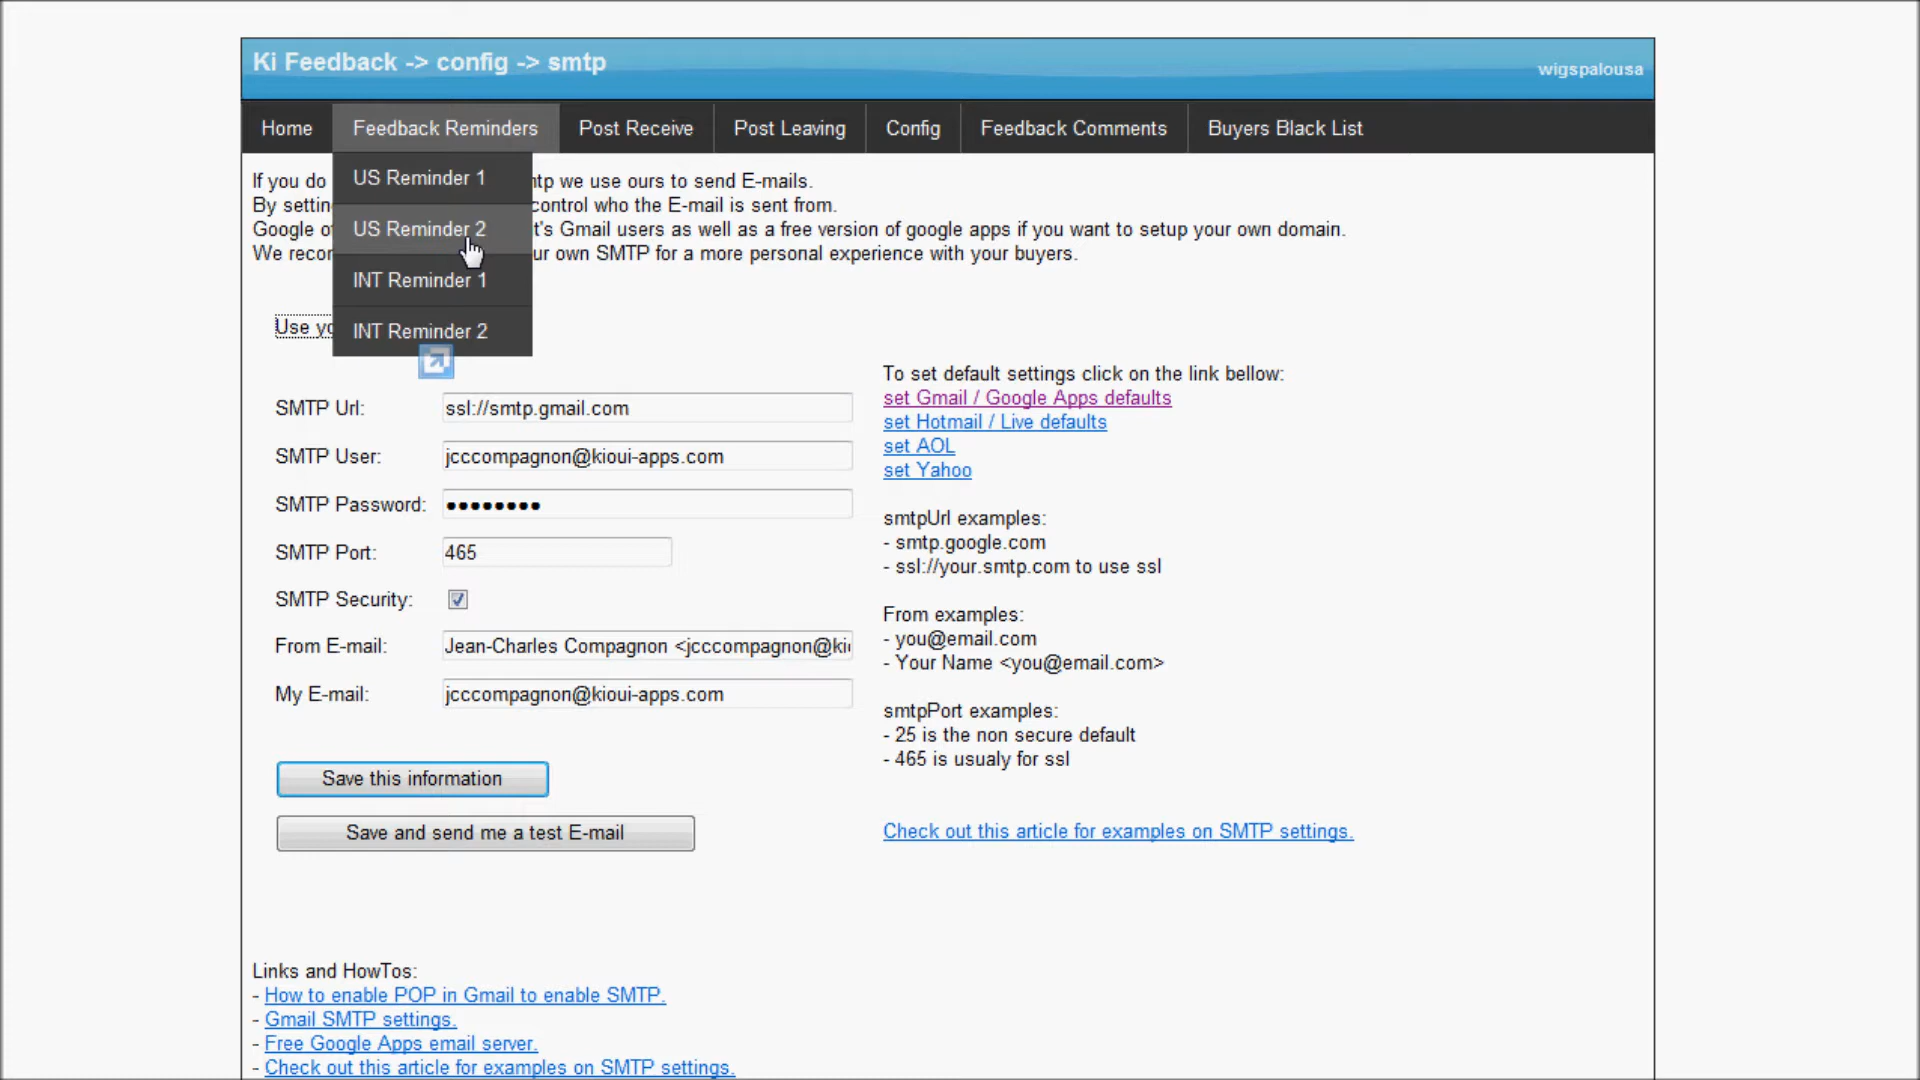 Ki Feedback -> config -> smtp
wigspalousa
Home Feedback Reminders Post Receive Post Leaving Config Feedback Comments Buyers Black List
US Reminder 1
US Reminder 2
INT Reminder 1
INT Reminder 2
If you do we use ours to send E-mails.
By control who the E-mail is sent from.
Google Gmail users as well as a free version of google apps if you want to setup your own domain.
We own SMTP for a more personal experience with your buyers.
Use
SMTP Url: ssl://smtp.gmail.com
SMTP User: jcccompagnon@kioui-apps.com
SMTP Password: ••••••••
SMTP Port: 465
SMTP Security:
From E-mail: Jean-Charles Compagnon <jcccompagnon@ki
My E-mail: jcccompagnon@kioui-apps.com
Save this information
Save and send me a test E-mail
To set default settings click on the link bellow:
set Gmail / Google Apps defaults
set Hotmail / Live defaults
set AOL
set Yahoo
smtpUrl examples:
- smtp.google.com
- ssl://your.smtp.com to use ssl
From examples:
- you@email.com
- Your Name <you@email.com>
smtpPort examples:
- 25 is the non secure default
- 465 is usualy for ssl
Check out this article for examples on SMTP settings.
Links and HowTos:
- How to enable POP in Gmail to enable SMTP.
- Gmail SMTP settings.
- Free Google Apps email server.
- Check out this article for examples on SMTP settings.